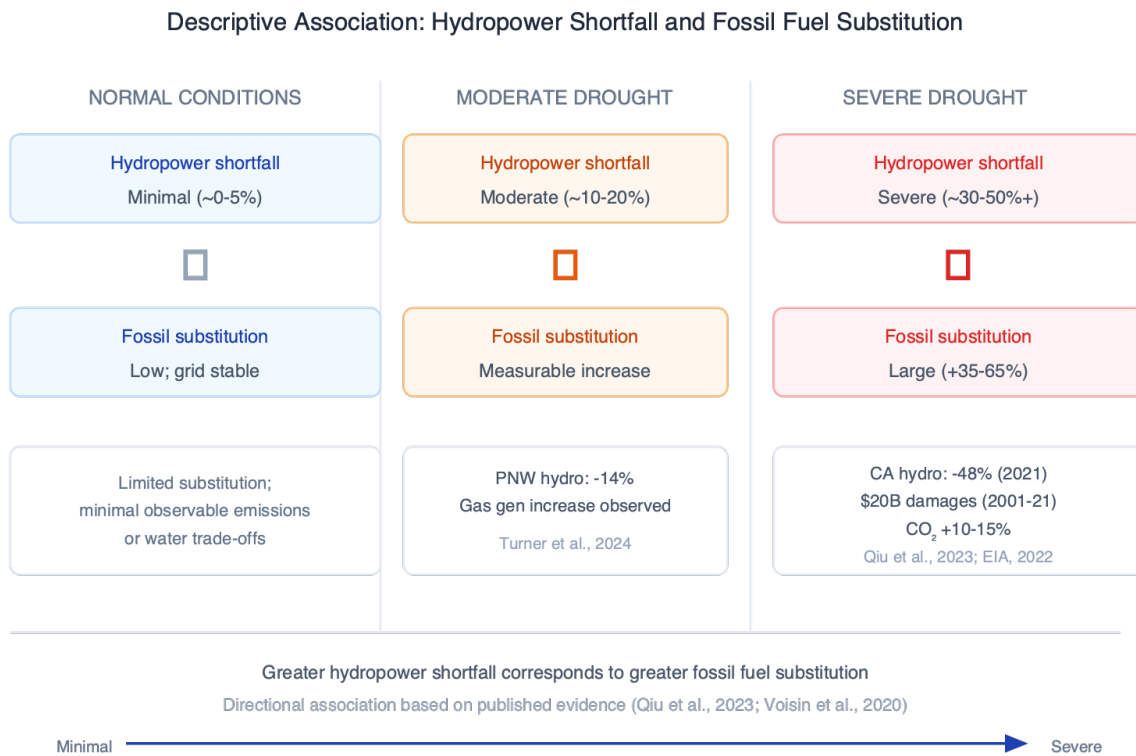 Descriptive Association: Hydropower Shortfall and Fossil Fuel Substitution
NORMAL CONDITIONS
Hydropower shortfall
Minimal (~0-5%)
Fossil substitution
Low; grid stable
Limited substitution;
minimal observable emissions
or water trade-offs
MODERATE DROUGHT
Hydropower shortfall
Moderate (~10-20%)
Fossil substitution
Measurable increase
PNW hydro: -14%
Gas gen increase observed
Turner et al., 2024
SEVERE DROUGHT
Hydropower shortfall
Severe (~30-50%+)
Fossil substitution
Large (+35-65%)
CA hydro: -48% (2021)
$20B damages (2001-21)
CO₂ +10-15%
Qiu et al., 2023; EIA, 2022
Greater hydropower shortfall corresponds to greater fossil fuel substitution
Directional association based on published evidence (Qiu et al., 2023; Voisin et al., 2020)
Minimal
Severe